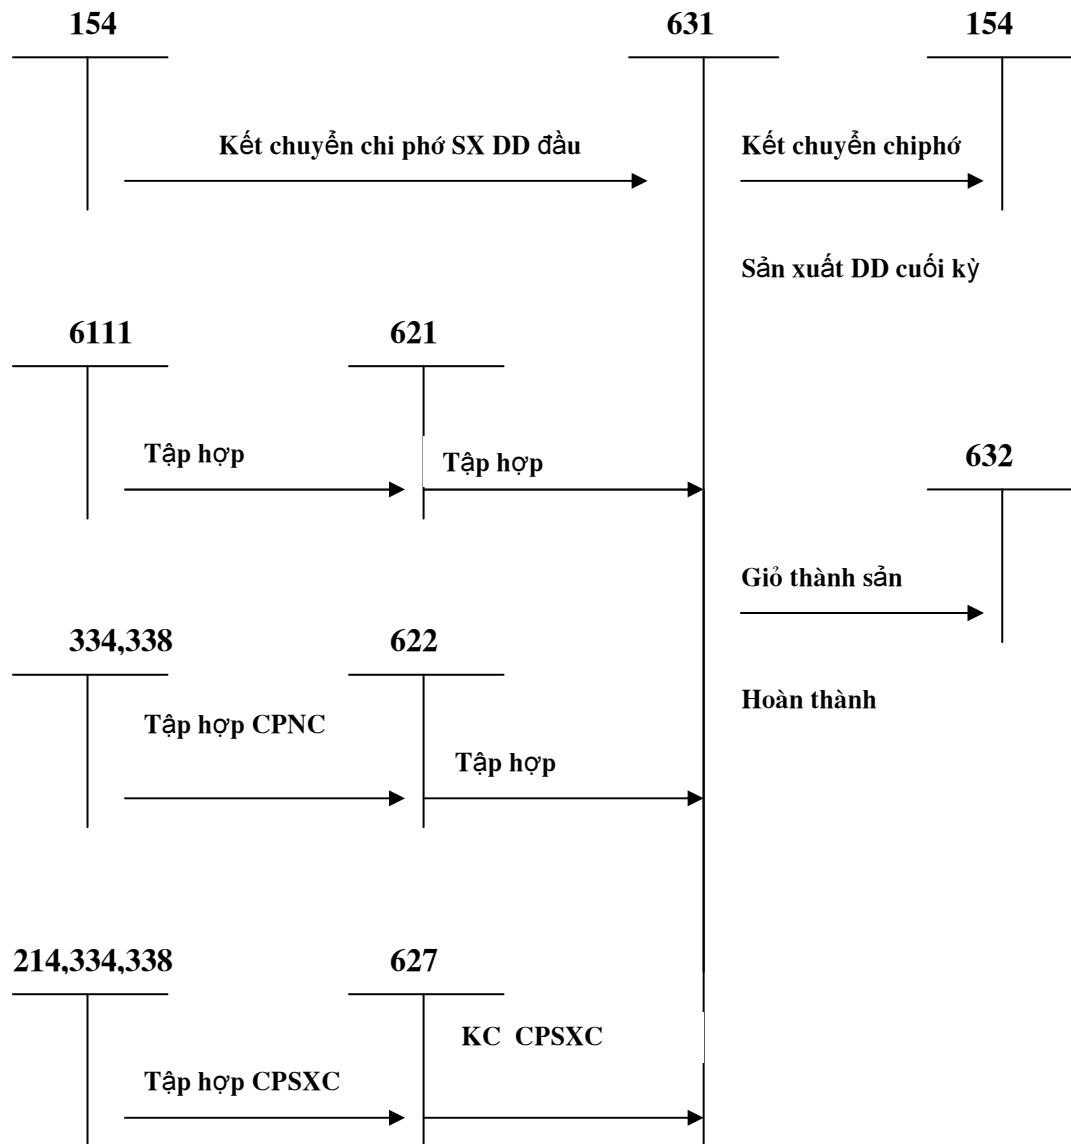 154 631 154
Kết chuyển chi phớ SX DD đầu Kết chuyển chiphớ
Sản xuất DD cuối kỳ
6111 621
Tập hợp Tập hợp 632
Giỏ thành sản
334,338 622
Hoàn thành
Tập hợp CPNC
Tập hợp
214,334,338 627
KC CPSXC
Tập hợp CPSXC